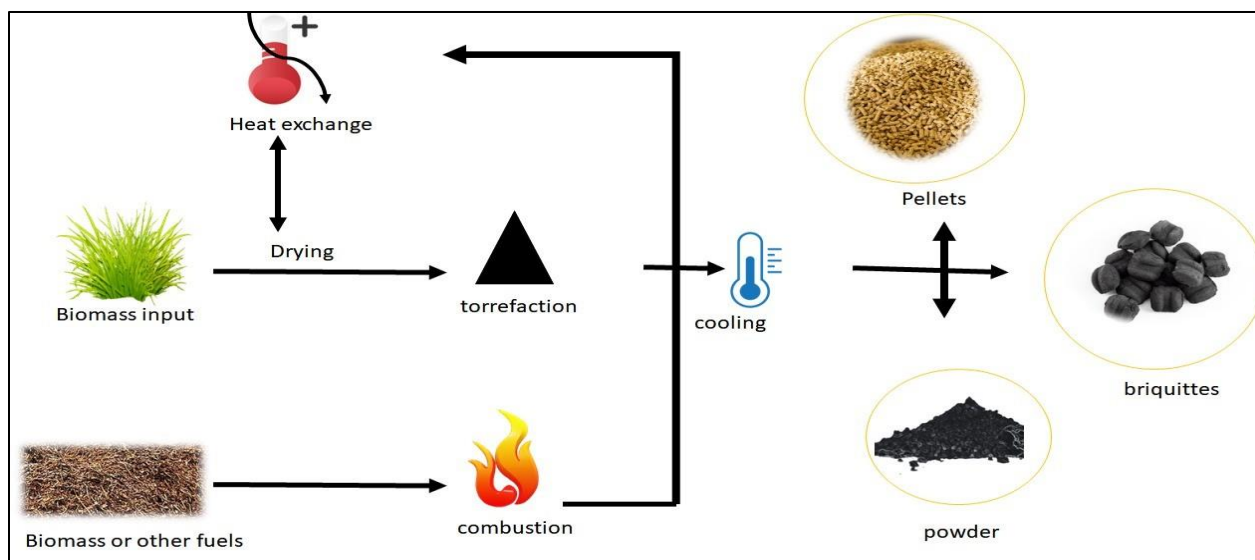 +
Heat exchange
Pellets
Drying
Biomass input
torrefaction
cooling
briquittes
combustion
powder
Biomass or other fuels